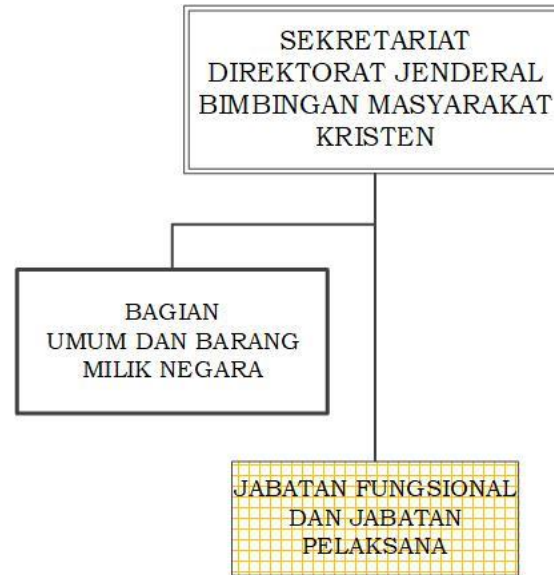 SEKRETARIAT
DIREKTORAT JENDERAL
BIMBINGAN MASYARAKAT
KRISTEN
BAGIAN
UMUM DAN BARANG
MILIK NEGARA
JABATAN FUNGSIONAL
DAN JABATAN
PELAKSANA